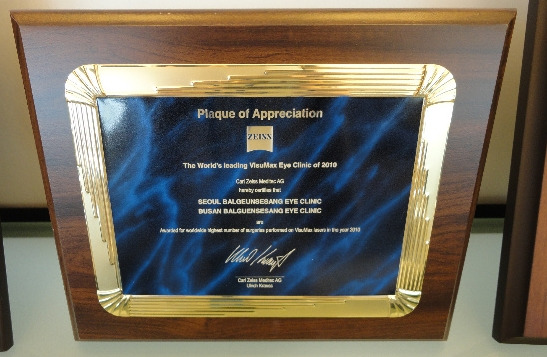 Plaque of Appreciation
ZEISS
The World's leading VisuMax Eye Clinic of 2010
Carl Zeiss Meditec AG
hereby certifies that
SEOUL BALGEUNSEBANG EYE CLINIC
BUSAN BALGUENSESANG EYE CLINIC
are
Awarded for worldwide highest number of surgeries performed on VisuMax lasers in the year 2010
Carl Zeiss Meditec AG
Ulrich Krauss